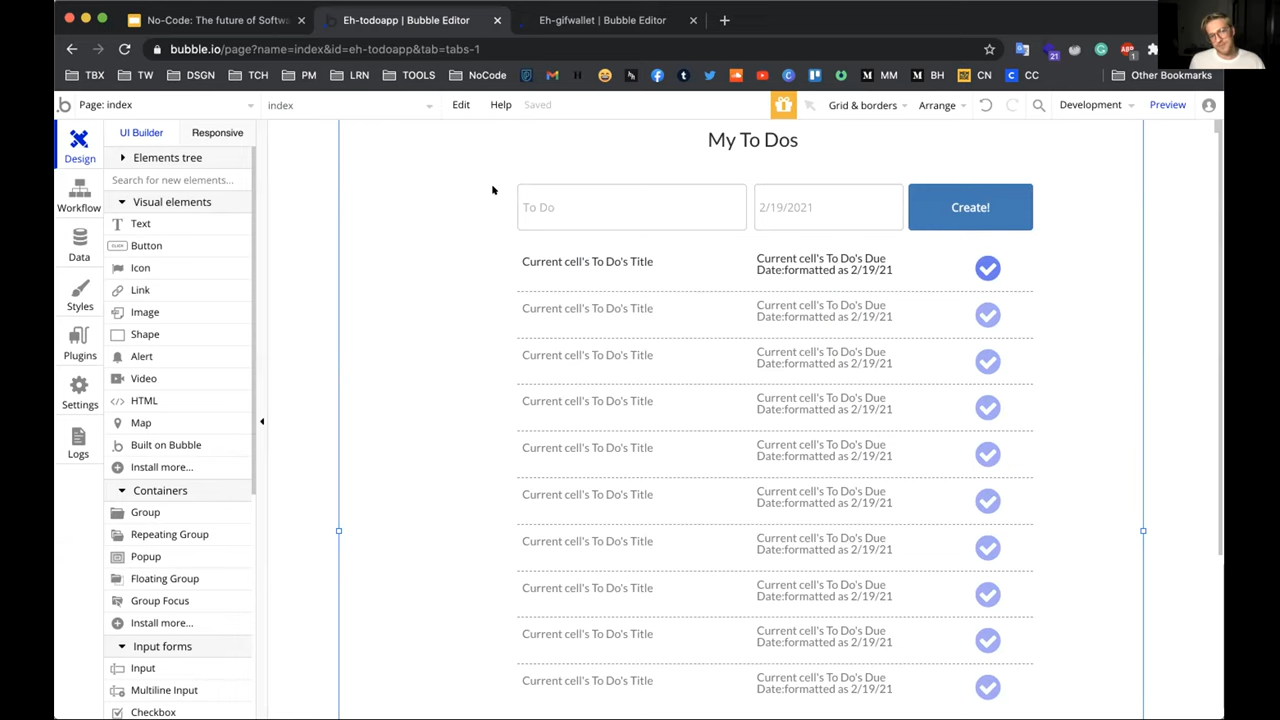 No-Code: The future of Softw
Eh-todoapp | Bubble Editor
Eh-gifwallet | Bubble Editor
bubble.io/page?name=index&id=eh-todoapp&tab=tabs-1
21
1
TBX
TW
DSGN
TCH
PM
LRN
TOOLS
NoCode
MM
BH
CN
CC
Other Bookmarks
Page: index
index
Edit
Help
Saved
Grid & borders
Arrange
Development
Preview
Design
Workflow
Data
Styles
Plugins
Settings
Logs
UI Builder
Responsive
Elements tree
Search for new elements...
Visual elements
Text
Button
Icon
Link
Image
Shape
Alert
Video
HTML
Map
Built on Bubble
Install more...
Containers
Group
Repeating Group
Popup
Floating Group
Group Focus
Install more...
Input forms
Input
Multiline Input
Checkbox
My To Dos
To Do
2/19/2021
Create!
Current cell's To Do's Title
Current cell's To Do's Due
Date:formatted as 2/19/21
Current cell's To Do's Title
Current cell's To Do's Due
Date:formatted as 2/19/21
Current cell's To Do's Title
Current cell's To Do's Due
Date:formatted as 2/19/21
Current cell's To Do's Title
Current cell's To Do's Due
Date:formatted as 2/19/21
Current cell's To Do's Title
Current cell's To Do's Due
Date:formatted as 2/19/21
Current cell's To Do's Title
Current cell's To Do's Due
Date:formatted as 2/19/21
Current cell's To Do's Title
Current cell's To Do's Due
Date:formatted as 2/19/21
Current cell's To Do's Title
Current cell's To Do's Due
Date:formatted as 2/19/21
Current cell's To Do's Title
Current cell's To Do's Due
Date:formatted as 2/19/21
Current cell's To Do's Title
Current cell's To Do's Due
Date:formatted as 2/19/21